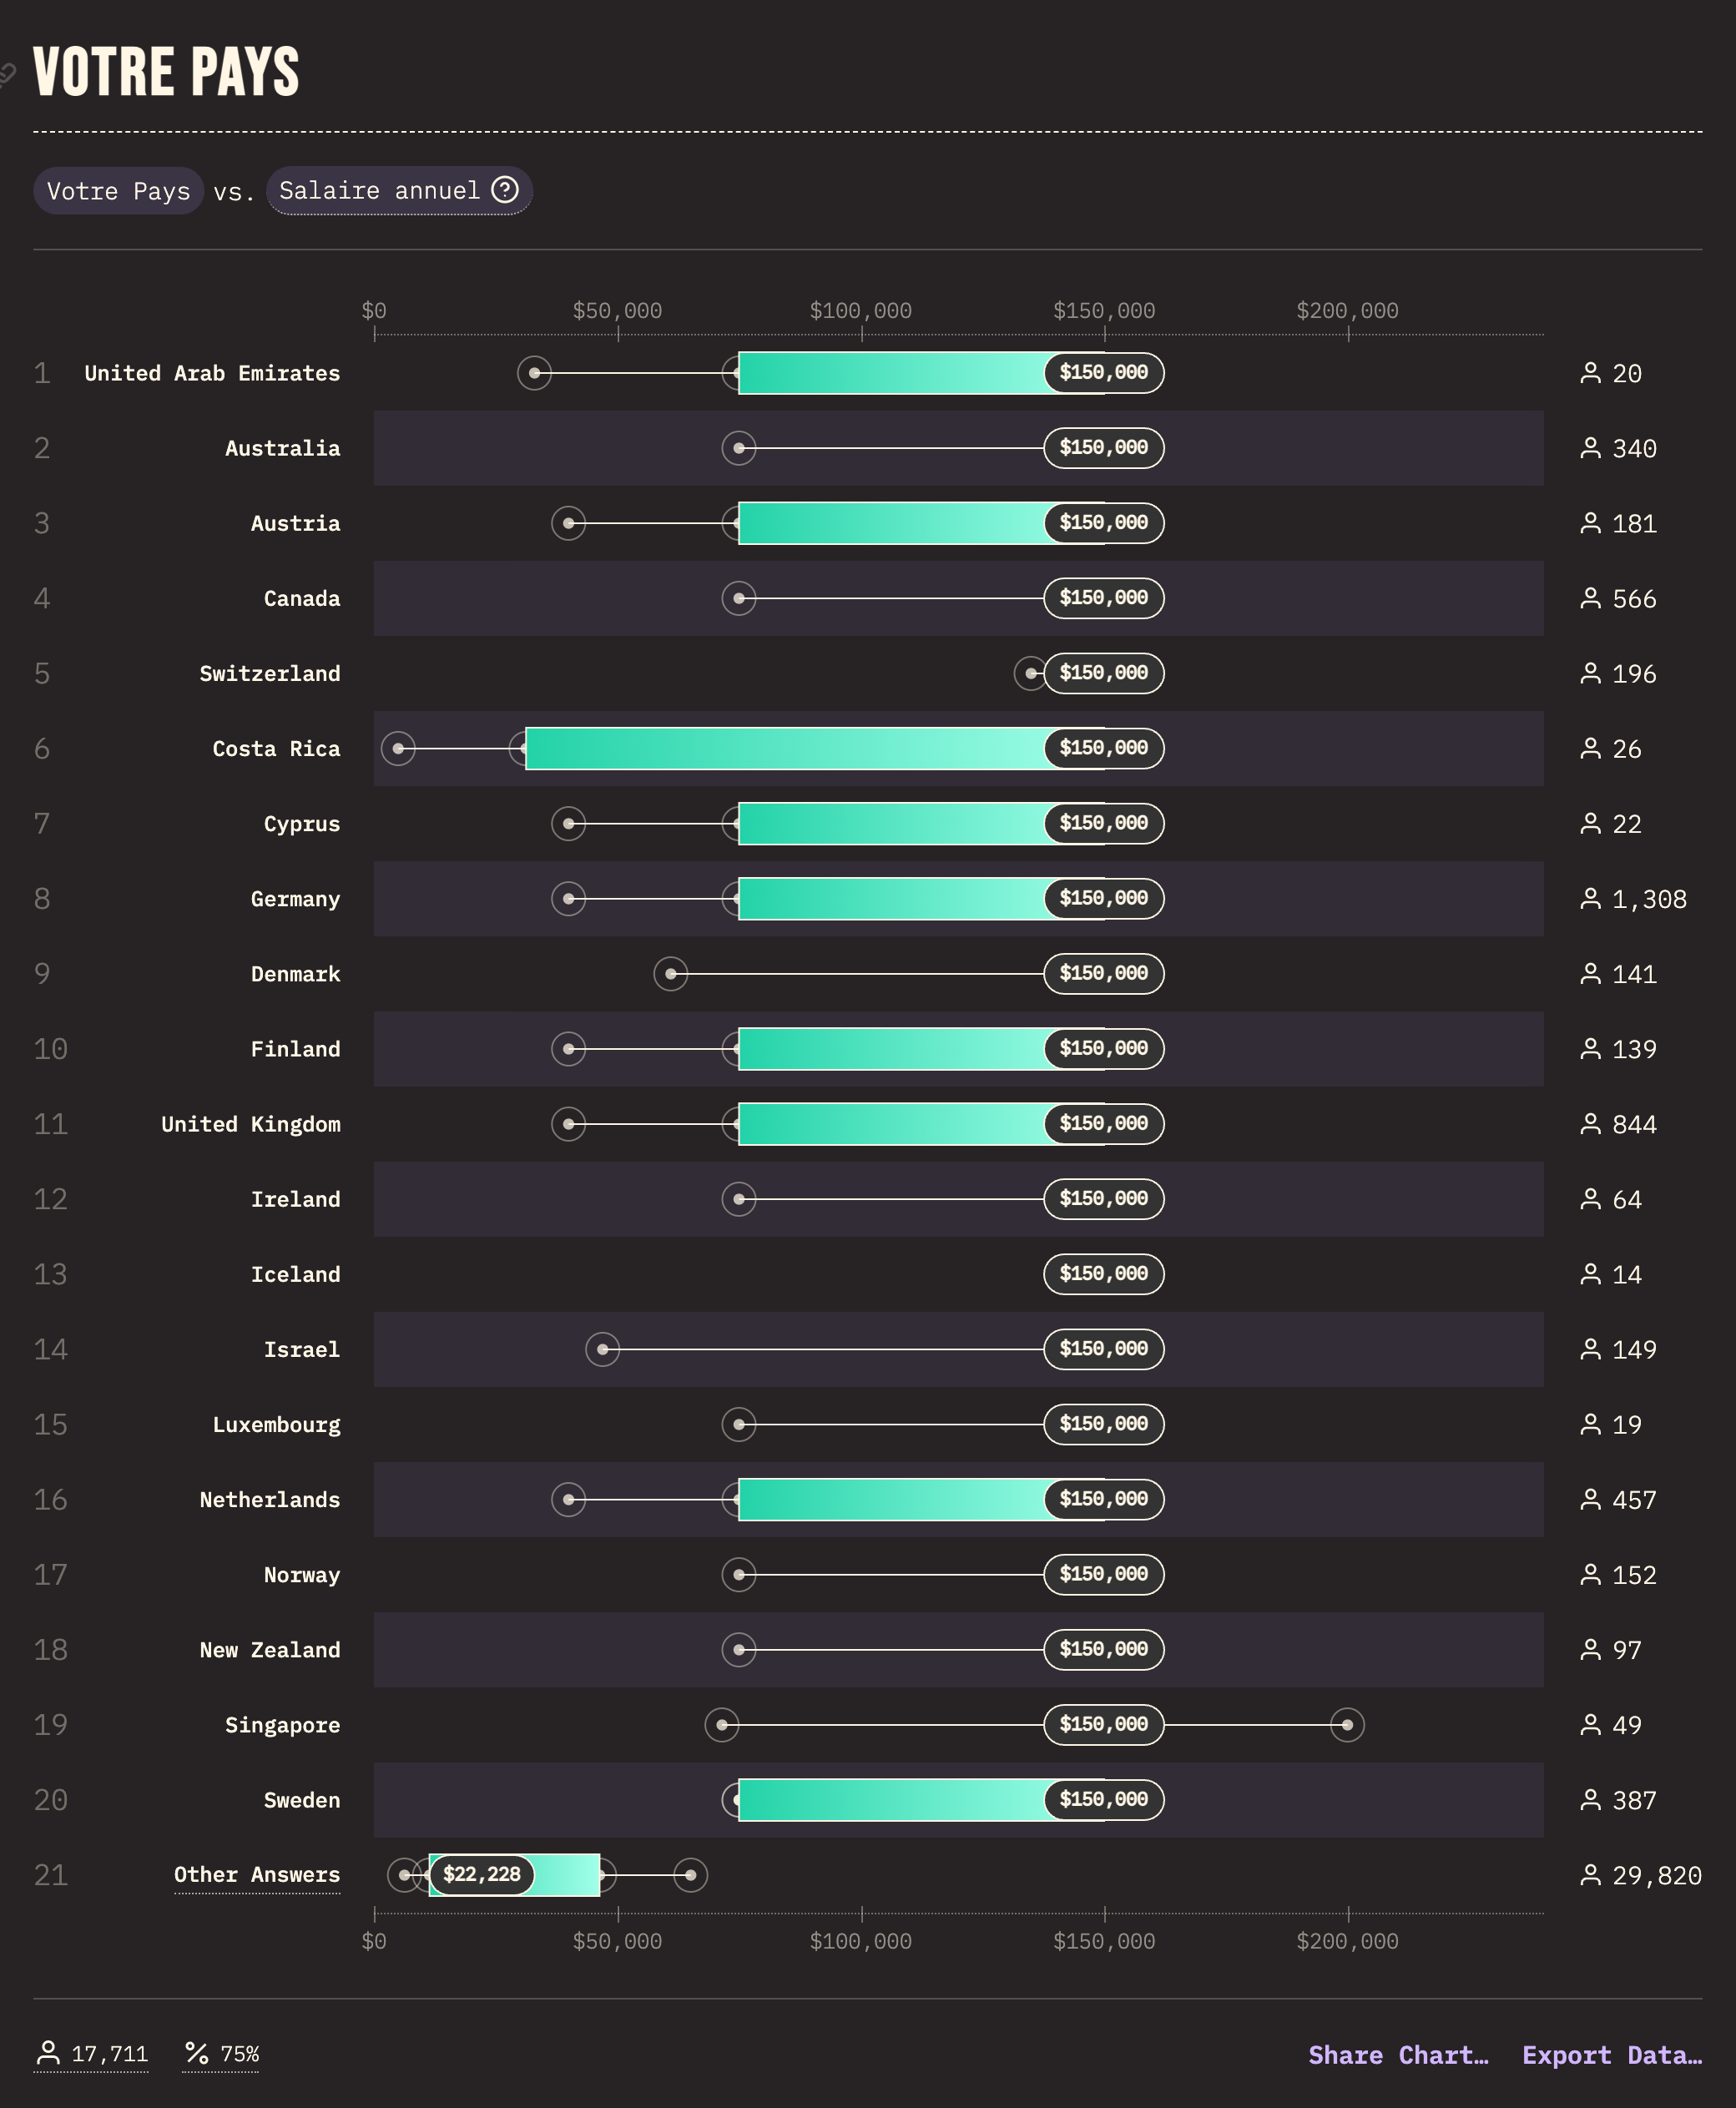 VOTRE PAYS
Votre Pays vs. Salaire annuel ?
$0 $50,000 $100,000 $150,000 $200,000
1 United Arab Emirates $150,000 20
2 Australia $150,000 340
3 Austria $150,000 181
4 Canada $150,000 566
5 Switzerland $150,000 196
6 Costa Rica $150,000 26
7 Cyprus $150,000 22
8 Germany $150,000 1,308
9 Denmark $150,000 141
10 Finland $150,000 139
11 United Kingdom $150,000 844
12 Ireland $150,000 64
13 Iceland $150,000 14
14 Israel $150,000 149
15 Luxembourg $150,000 19
16 Netherlands $150,000 457
17 Norway $150,000 152
18 New Zealand $150,000 97
19 Singapore $150,000 49
20 Sweden $150,000 387
21 Other Answers $22,228 29,820
$0 $50,000 $100,000 $150,000 $200,000
17,711 % 75% Share Chart… Export Data…